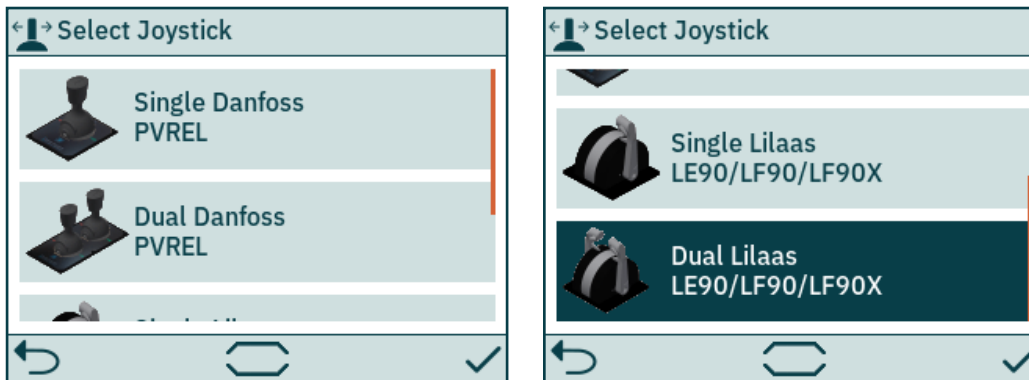 Select Joystick
Single Danfoss
PVREL
Dual Danfoss
PVREL
Select Joystick
Single Lilaas
LE90/LF90/LF90X
Dual Lilaas
LE90/LF90/LF90X